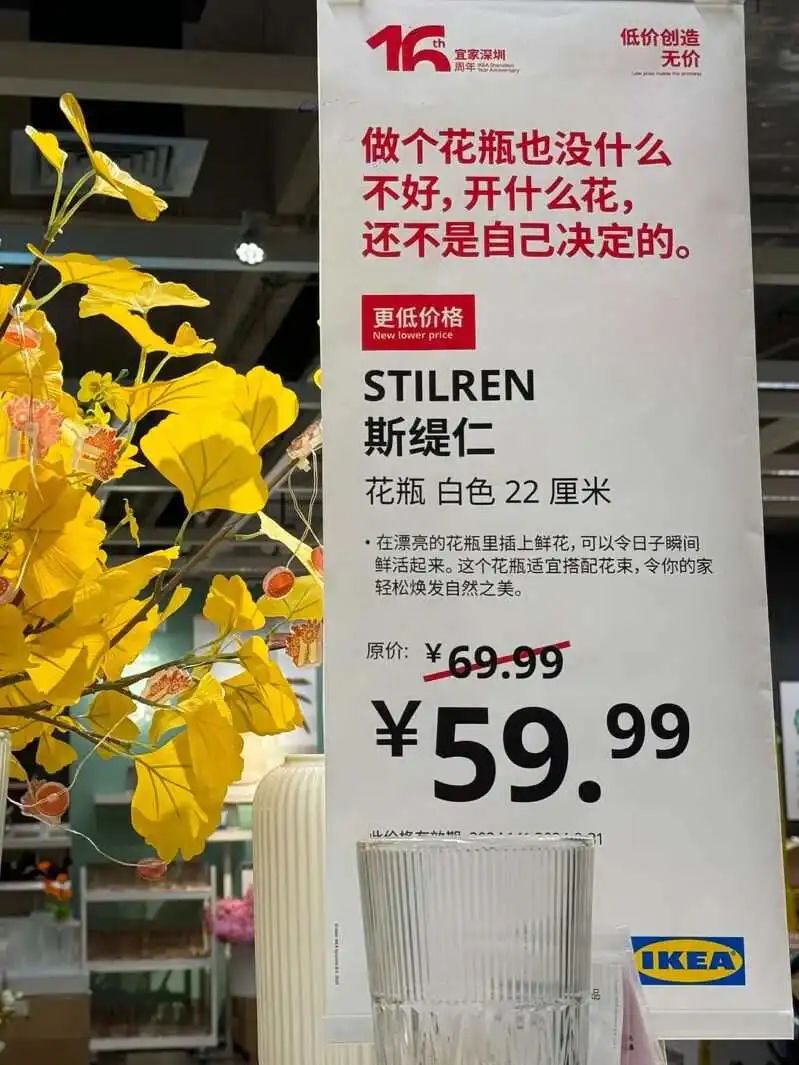 16th
宜家深圳
周年 IKEA Shenzhen
Year Anniversary
低价创造
无价
做个花瓶也没什么
不好，开什么花，
还不是自己决定的。
更低价格
New lower price
STILREN
斯缇仁
花瓶 白色 22 厘米
• 在漂亮的花瓶里插上鲜花，可以令日子瞬间
鲜活起来。这个花瓶适宜搭配花束，令你的家
轻松焕发自然之美。
原价： ¥69.99
¥59.99
IKEA
品